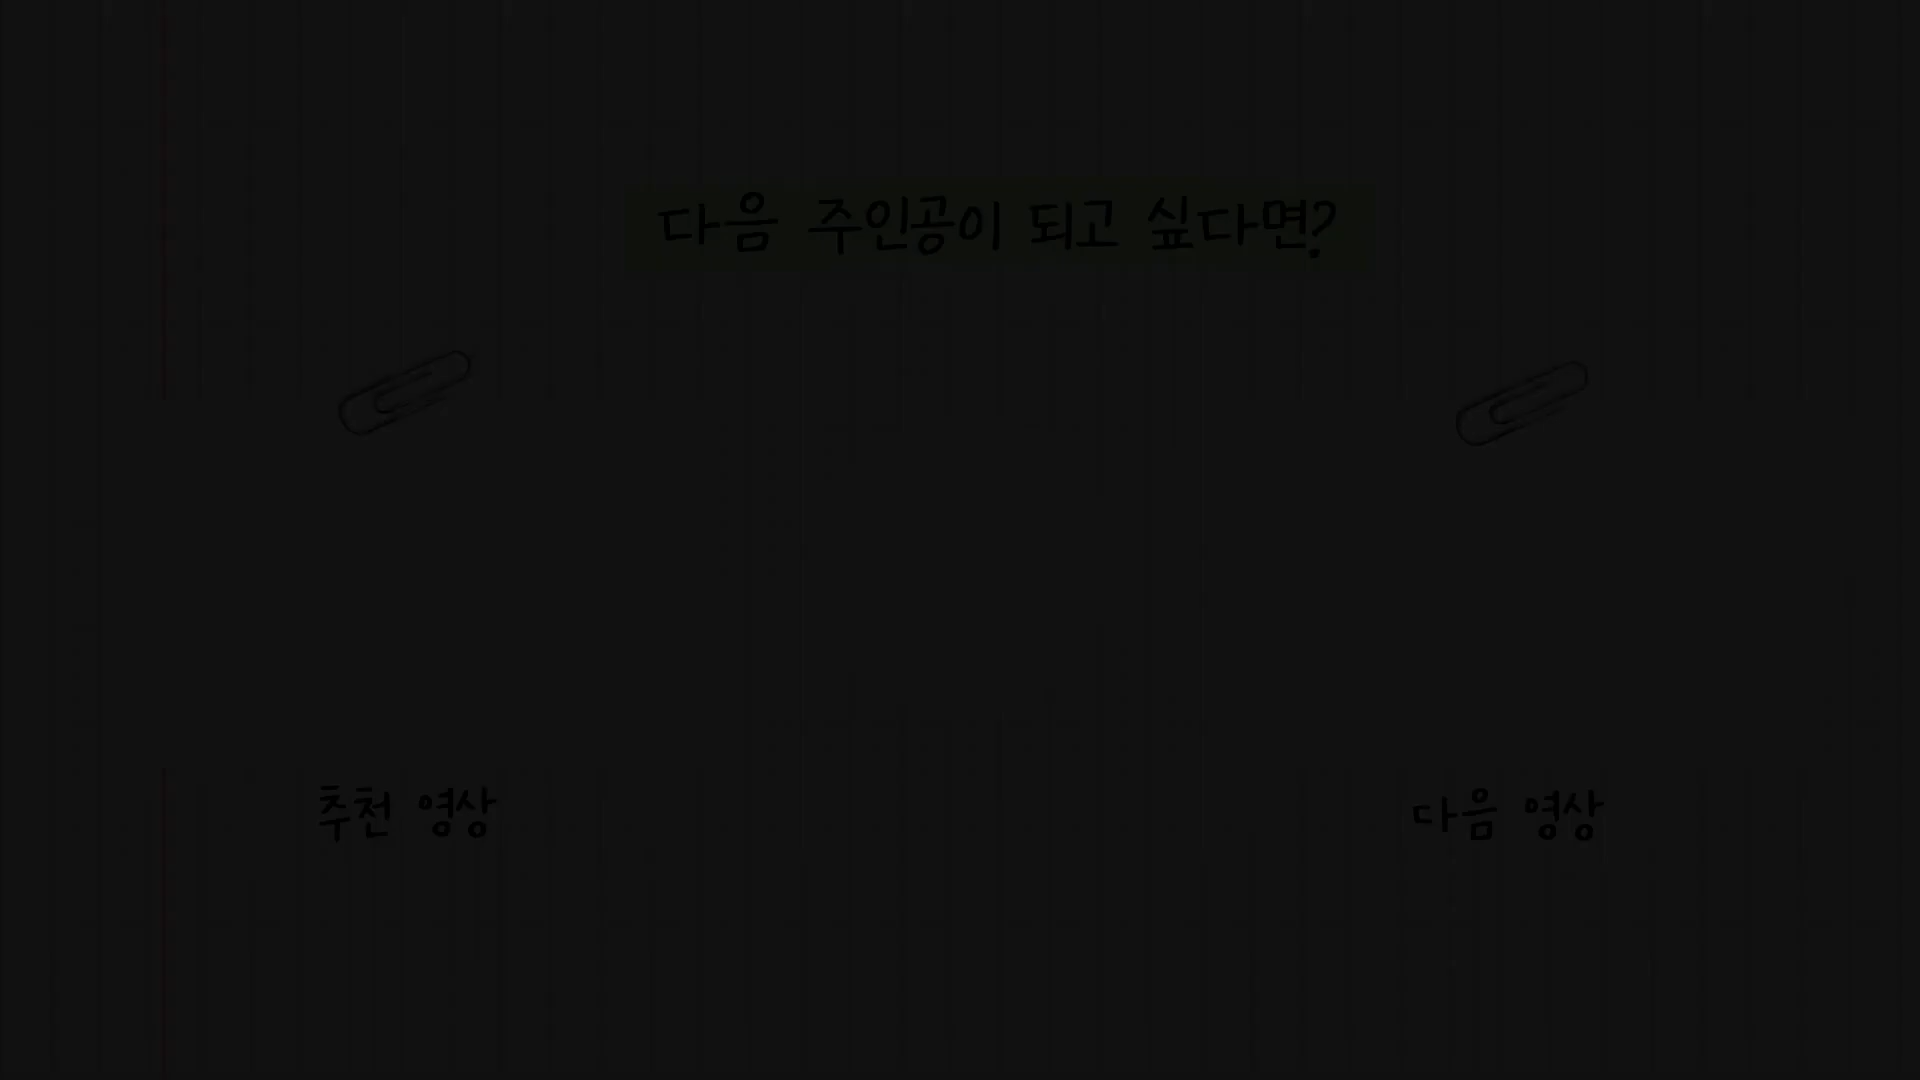 다음 주인공이 되고 싶다면?
추천 영상
다음 영상